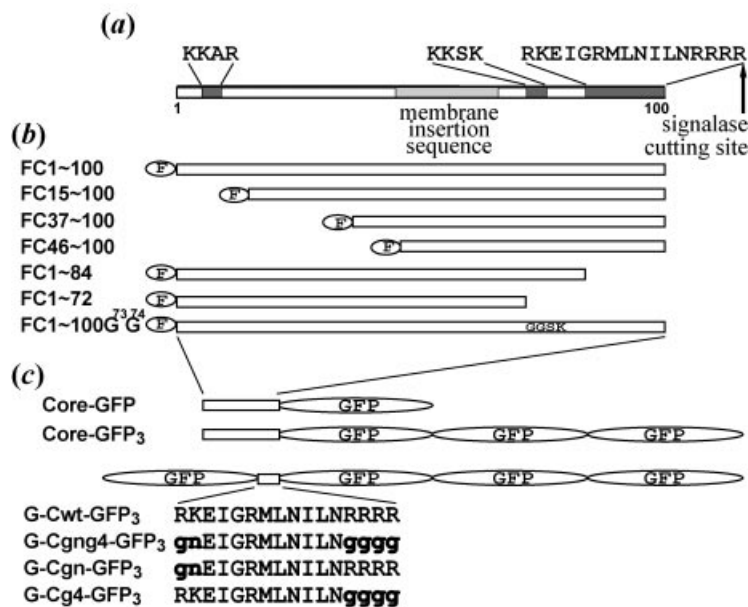 (a)
KKAR KKSK RKEIGRMLNILNRRRR
1 100
membrane
insertion
sequence
signalase
cutting site
(b)
FC1~100 F
FC15~100 F
FC37~100 F
FC46~100 F
FC1~84 F
FC1~72 F
FC1~100G⁷³G⁷⁴ F GGSK
(c)
Core-GFP GFP
Core-GFP₃ GFP GFP GFP
GFP GFP GFP GFP
G-Cwt-GFP₃ RKEIGRMLNILNRRRR
G-Cgng4-GFP₃ gnEIGRMLNILNgggg
G-Cgn-GFP₃ gnEIGRMLNILNRRRR
G-Cg4-GFP₃ RKEIGRMLNILNgggg